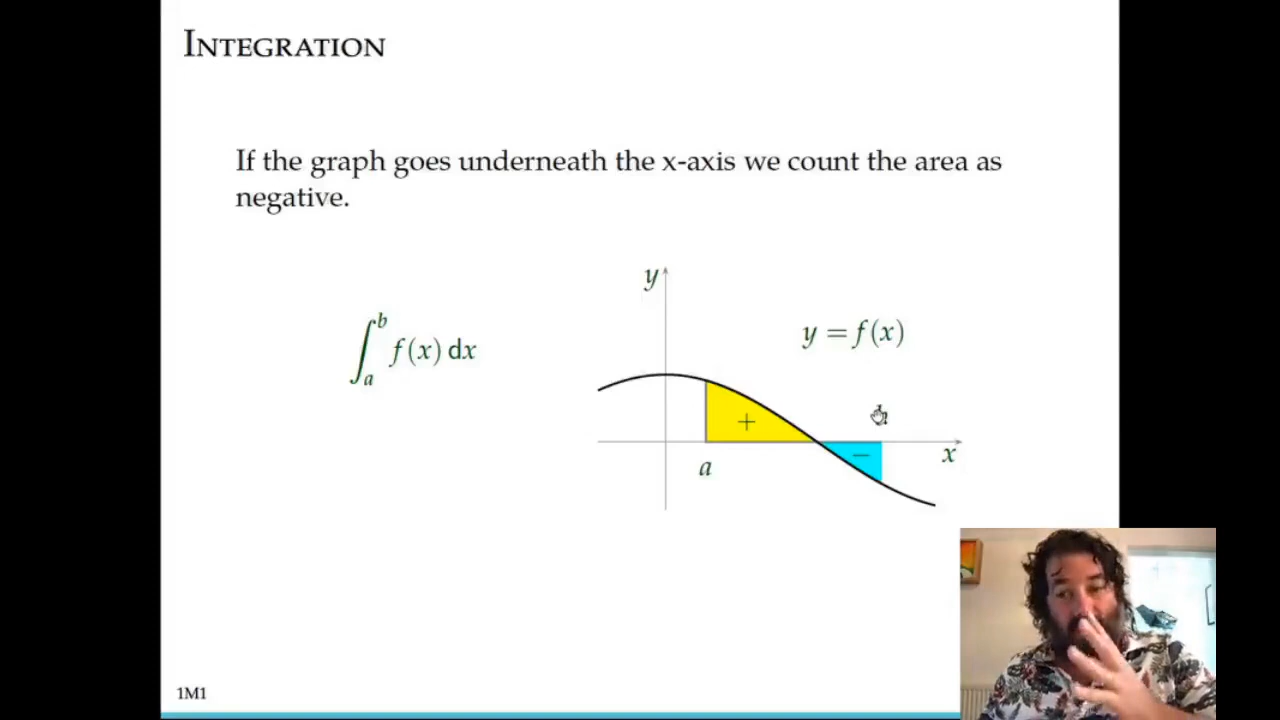 INTEGRATION
If the graph goes underneath the x-axis we count the area as
negative.
∫_a^b f(x) dx
y
y = f(x)
+
−
a
x
1M1